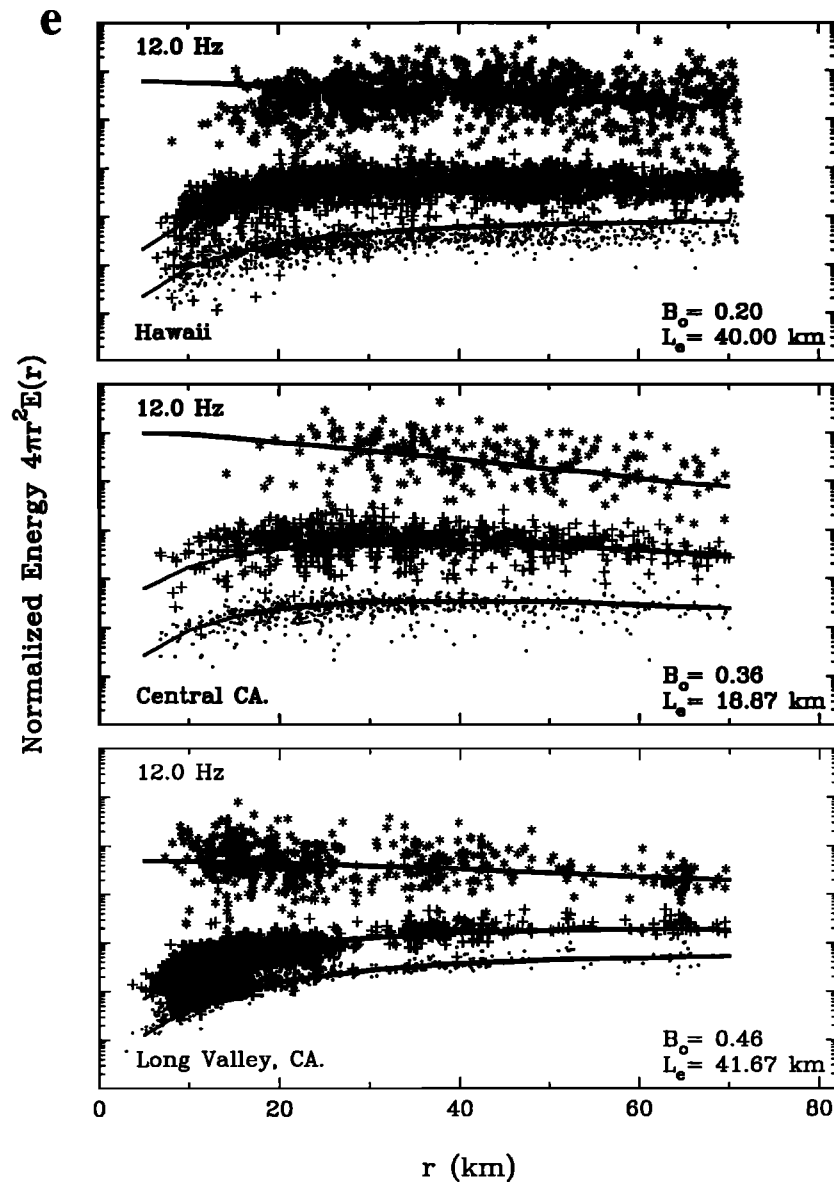 e
Normalized Energy 4πr²E(r)
12.0 Hz
Hawaii
B₀= 0.20
Lₑ= 40.00 km
12.0 Hz
Central CA.
B₀= 0.36
Lₑ= 18.87 km
12.0 Hz
Long Valley, CA.
B₀= 0.46
Lₑ= 41.67 km
0 20 40 60 80
r (km)